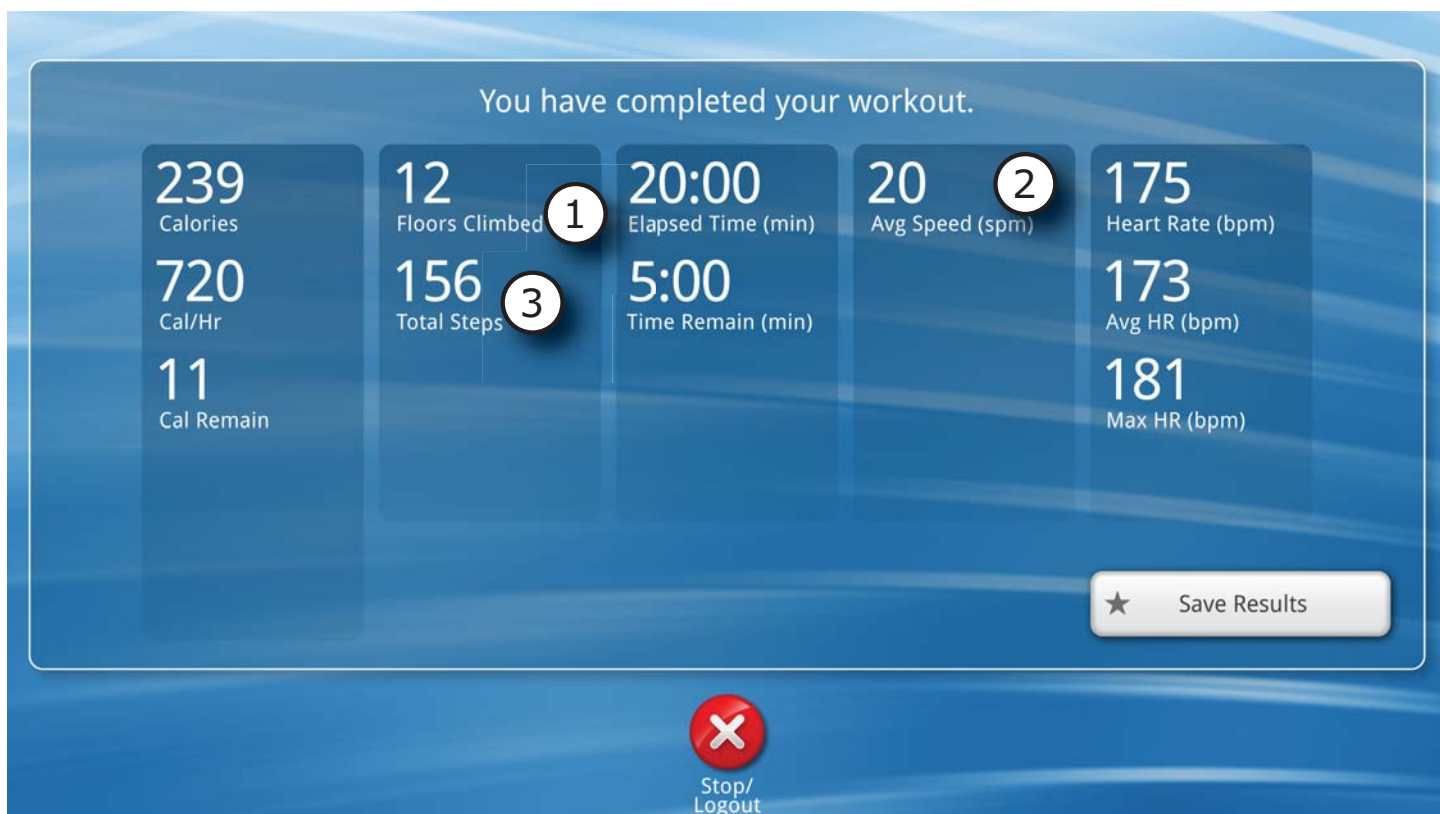 You have completed your workout.
239
Calories
720
Cal/Hr
11
Cal Remain
12
Floors Climbed
1
156
Total Steps
3
20:00
Elapsed Time (min)
5:00
Time Remain (min)
20
Avg Speed (spm)
2
175
Heart Rate (bpm)
173
Avg HR (bpm)
181
Max HR (bpm)
Save Results
Stop/
Logout